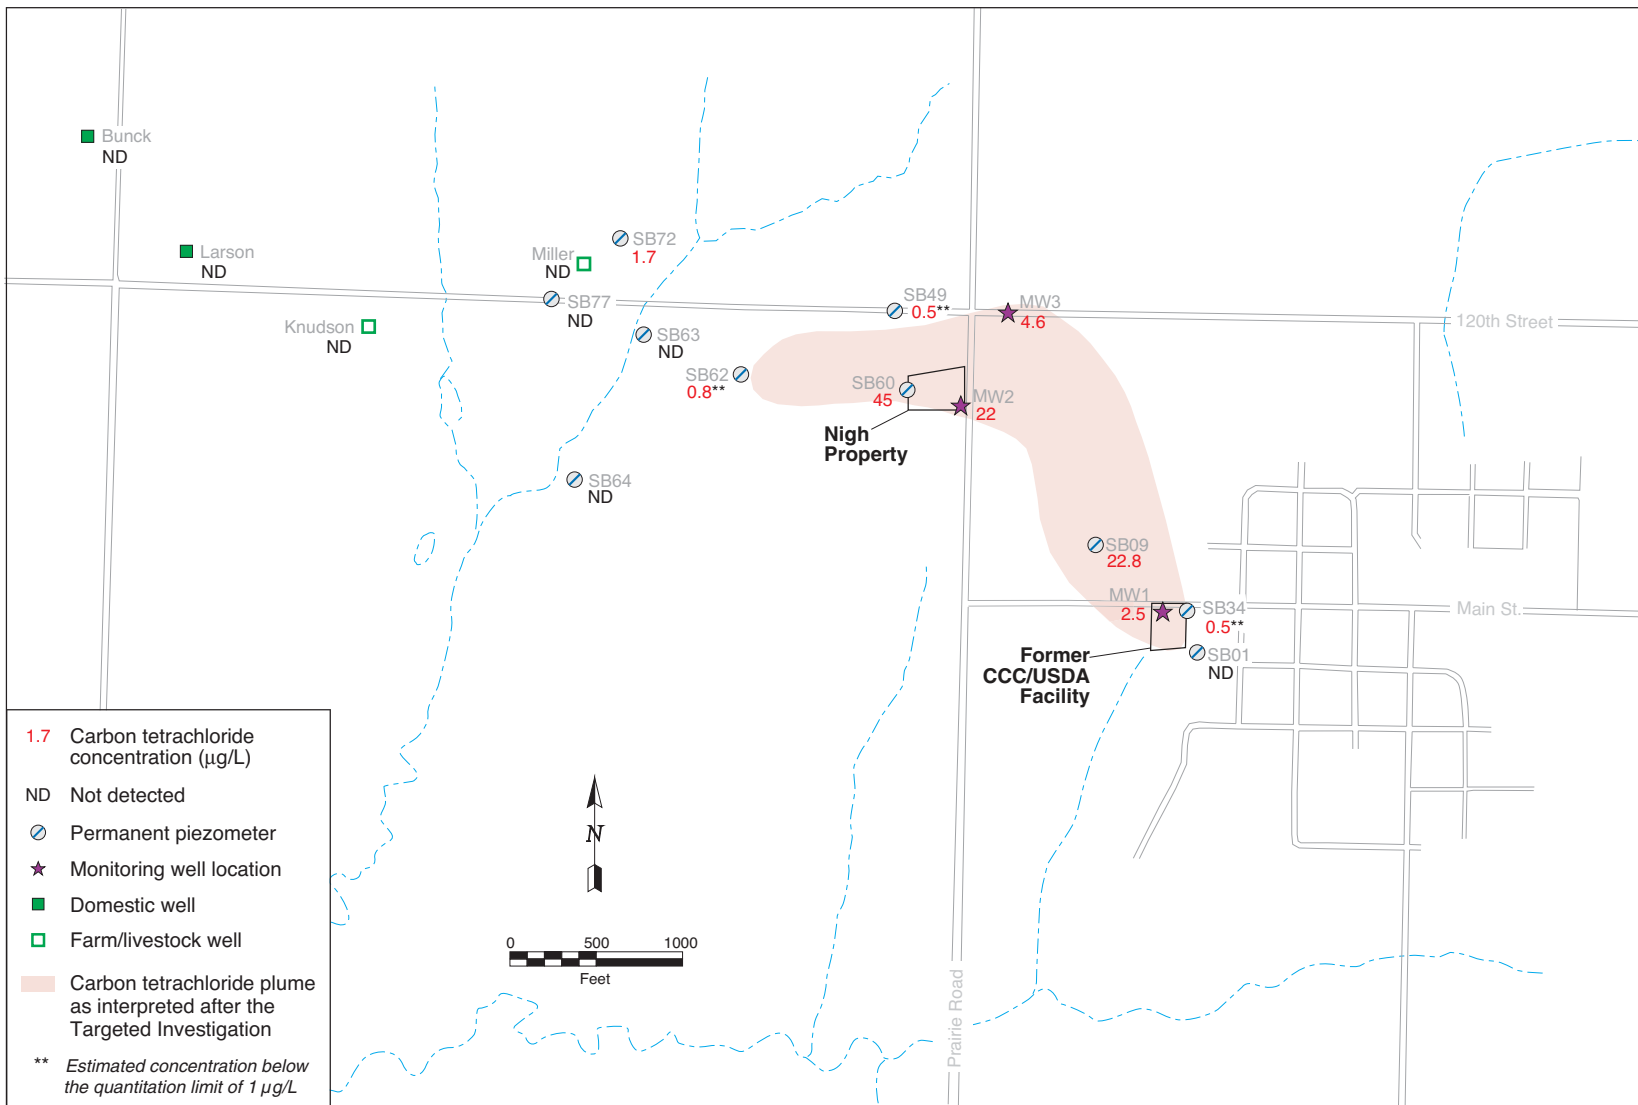 Bunck
ND
Larson
ND
Miller
ND
SB72
1.7
SB77
ND
Knudson
ND
SB63
ND
SB62
0.8**
SB49
0.5**
MW3
4.6
120th Street
SB60
45
MW2
22
Nigh
Property
SB64
ND
SB09
22.8
MW1
2.5
SB34
0.5**
Main St.
SB01
ND
Former
CCC/USDA
Facility
Prairie Road
N
0 500 1000
Feet
1.7 Carbon tetrachloride
concentration (µg/L)
ND Not detected
Permanent piezometer
Monitoring well location
Domestic well
Farm/livestock well
Carbon tetrachloride plume
as interpreted after the
Targeted Investigation
** Estimated concentration below
the quantitation limit of 1 µg/L